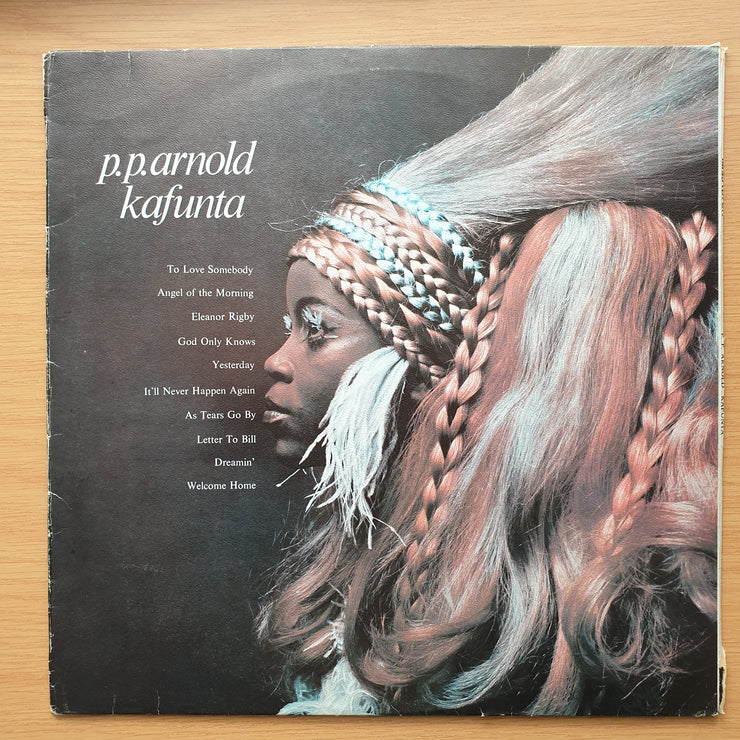 p.p.arnold
kafunta
To Love Somebody
Angel of the Morning
Eleanor Rigby
God Only Knows
Yesterday
It'll Never Happen Again
As Tears Go By
Letter To Bill
Dreamin'
Welcome Home